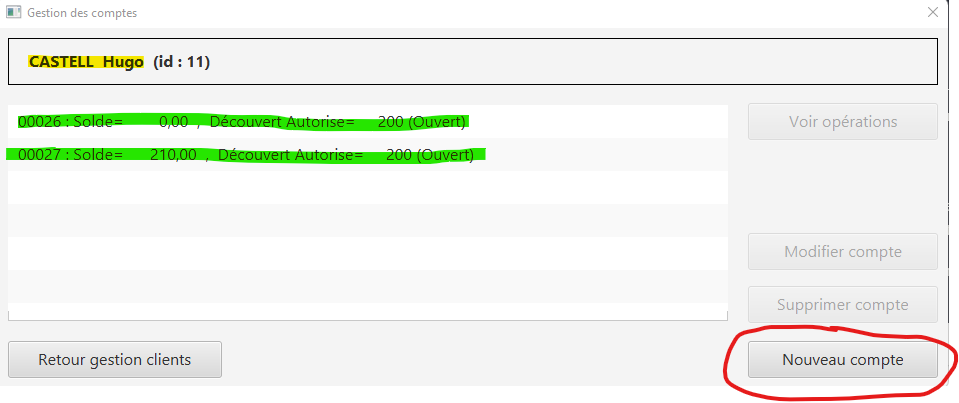 Gestion des comptes
CASTELL Hugo (id : 11)
00026 : Solde= 0,00 , Découvert Autorise= 200 (Ouvert)
Voir opérations
00027 : Solde= 210,00 , Découvert Autorise= 200 (Ouvert)
Modifier compte
Supprimer compte
Retour gestion clients
Nouveau compte